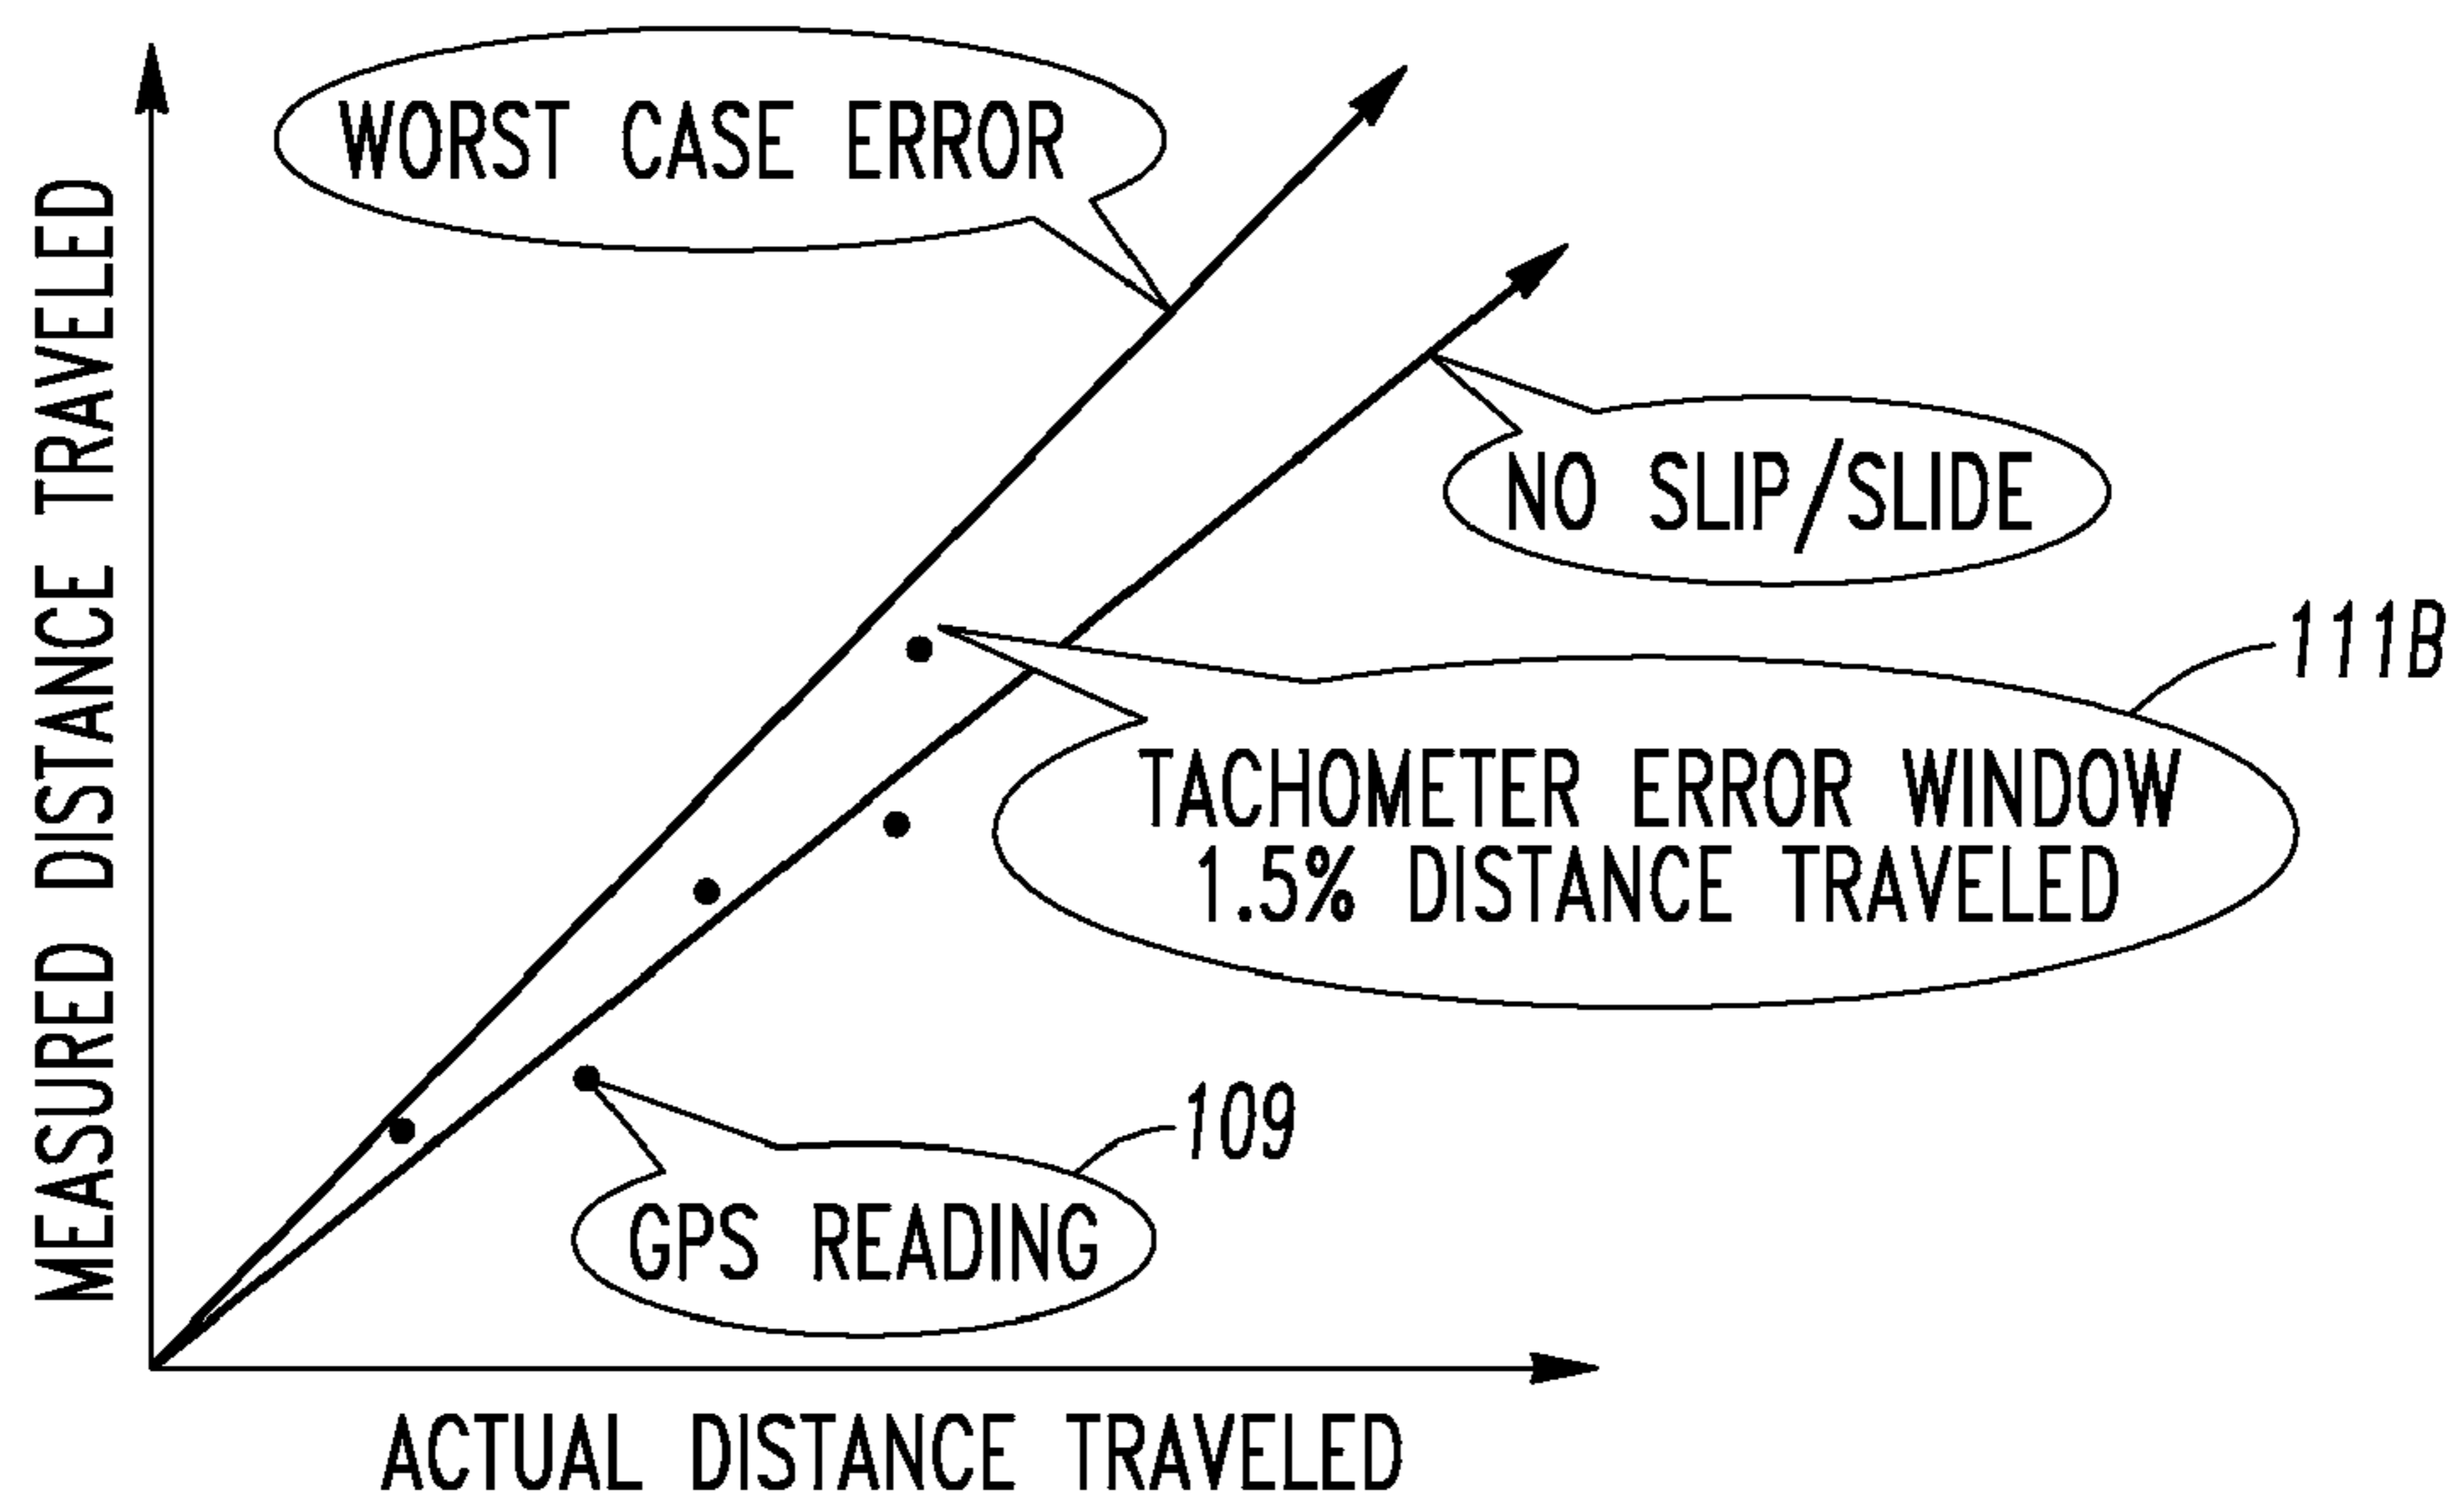 WORST CASE ERROR
NO SLIP/SLIDE
111B
TACHOMETER ERROR WINDOW
1.5% DISTANCE TRAVELED
109
GPS READING
MEASURED DISTANCE TRAVELED
ACTUAL DISTANCE TRAVELED